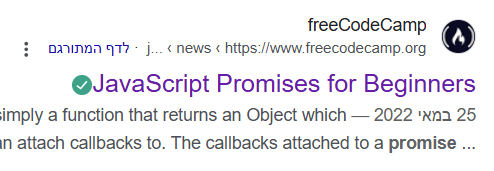 freeCodeCamp
https://www.freecodecamp.org › news › j... · לדף המתורגם
JavaScript Promises for Beginners
25 במאי 2022 — simply a function that returns an Object which
an attach callbacks to. The callbacks attached to a promise ...